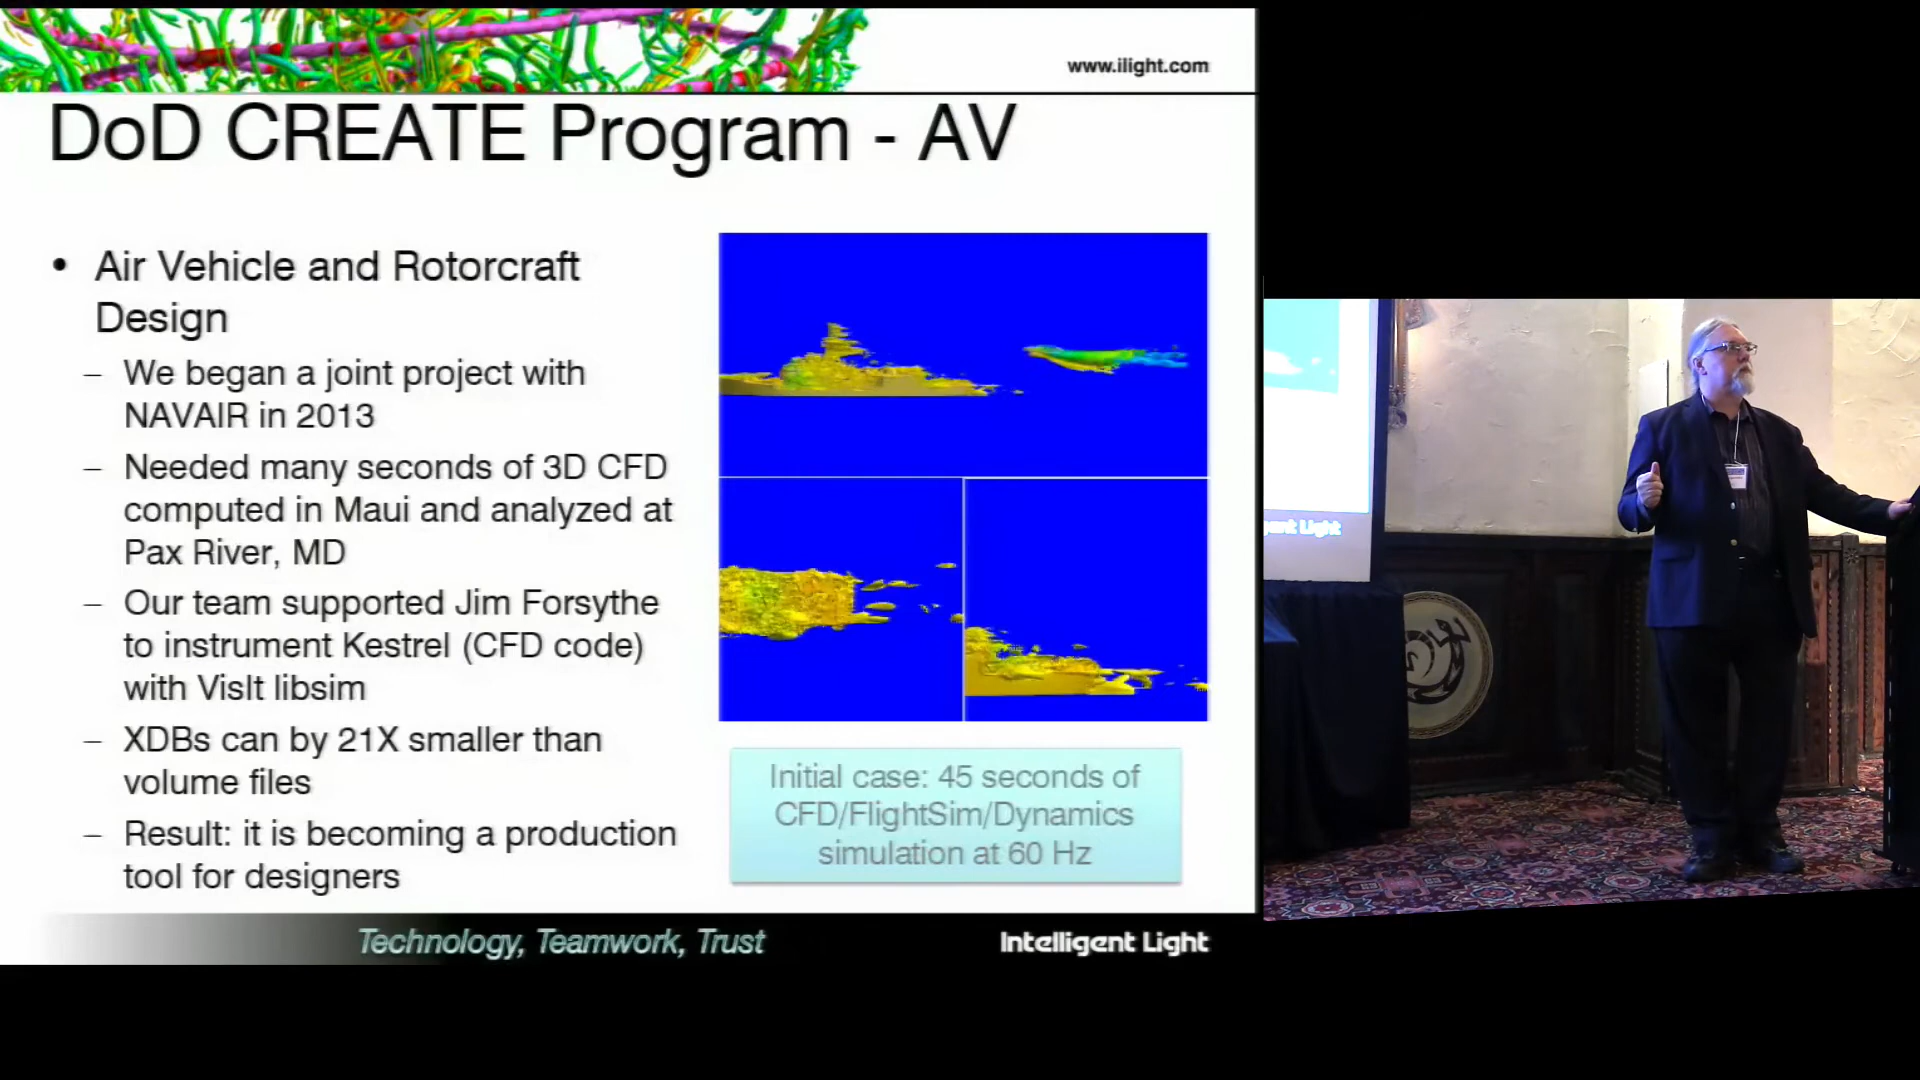 www.ilight.com
DoD CREATE Program - AV
• Air Vehicle and Rotorcraft
Design
– We began a joint project with
NAVAIR in 2013
– Needed many seconds of 3D CFD
computed in Maui and analyzed at
Pax River, MD
– Our team supported Jim Forsythe
to instrument Kestrel (CFD code)
with VisIt libsim
– XDBs can by 21X smaller than
volume files
– Result: it is becoming a production
tool for designers
Initial case: 45 seconds of
CFD/FlightSim/Dynamics
simulation at 60 Hz
Technology, Teamwork, Trust
Intelligent Light
Light